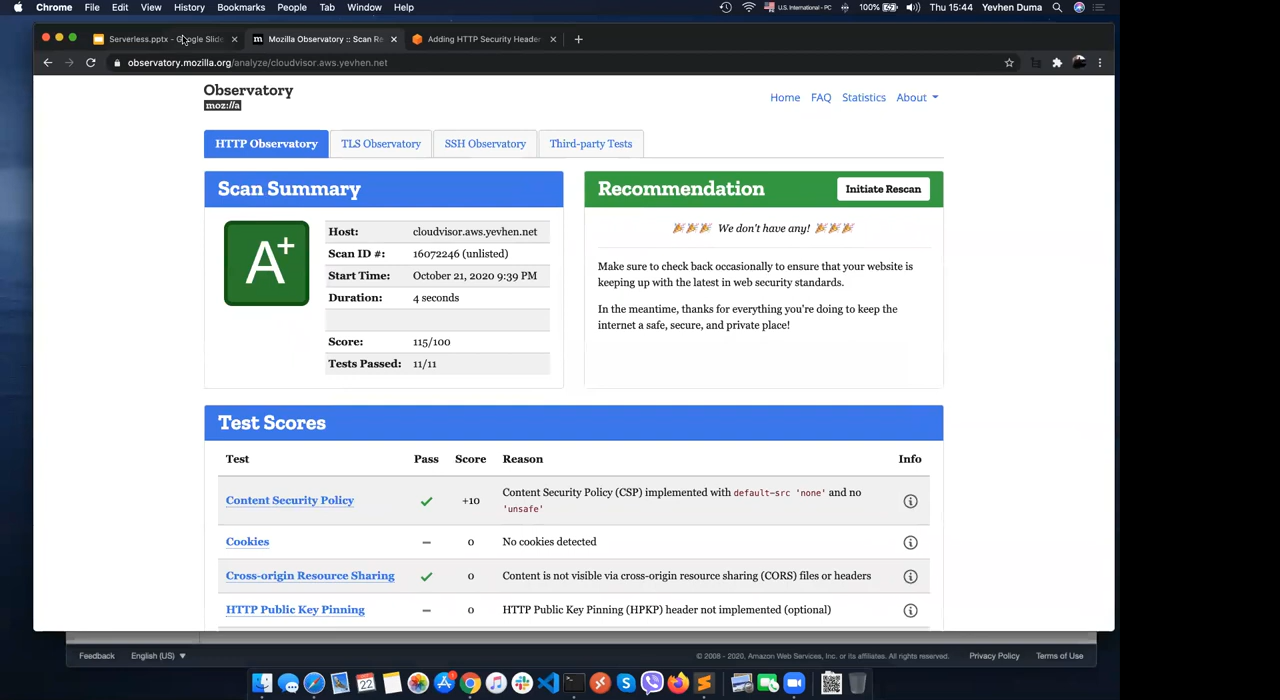 Chrome File Edit View History Bookmarks People Tab Window Help
U.S. International - PC 100% Thu 15:44 Yevhen Duma
Serverless.pptx - Google Slide
Mozilla Observatory :: Scan Re
Adding HTTP Security Header
observatory.mozilla.org/analyze/cloudvisor.aws.yevhen.net
Observatory
moz://a
Home FAQ Statistics About
HTTP Observatory TLS Observatory SSH Observatory Third-party Tests
Scan Summary
A+
Host: cloudvisor.aws.yevhen.net
Scan ID #: 16072246 (unlisted)
Start Time: October 21, 2020 9:39 PM
Duration: 4 seconds
Score: 115/100
Tests Passed: 11/11
Recommendation
Initiate Rescan
We don't have any!
Make sure to check back occasionally to ensure that your website is
keeping up with the latest in web security standards.
In the meantime, thanks for everything you're doing to keep the
internet a safe, secure, and private place!
Test Scores
Test Pass Score Reason Info
Content Security Policy +10 Content Security Policy (CSP) implemented with default-src 'none' and no
'unsafe'
Cookies – 0 No cookies detected
Cross-origin Resource Sharing 0 Content is not visible via cross-origin resource sharing (CORS) files or headers
HTTP Public Key Pinning – 0 HTTP Public Key Pinning (HPKP) header not implemented (optional)
Feedback English (US) © 2008 - 2020, Amazon Web Services, Inc. or its affiliates. All rights reserved. Privacy Policy Terms of Use
22